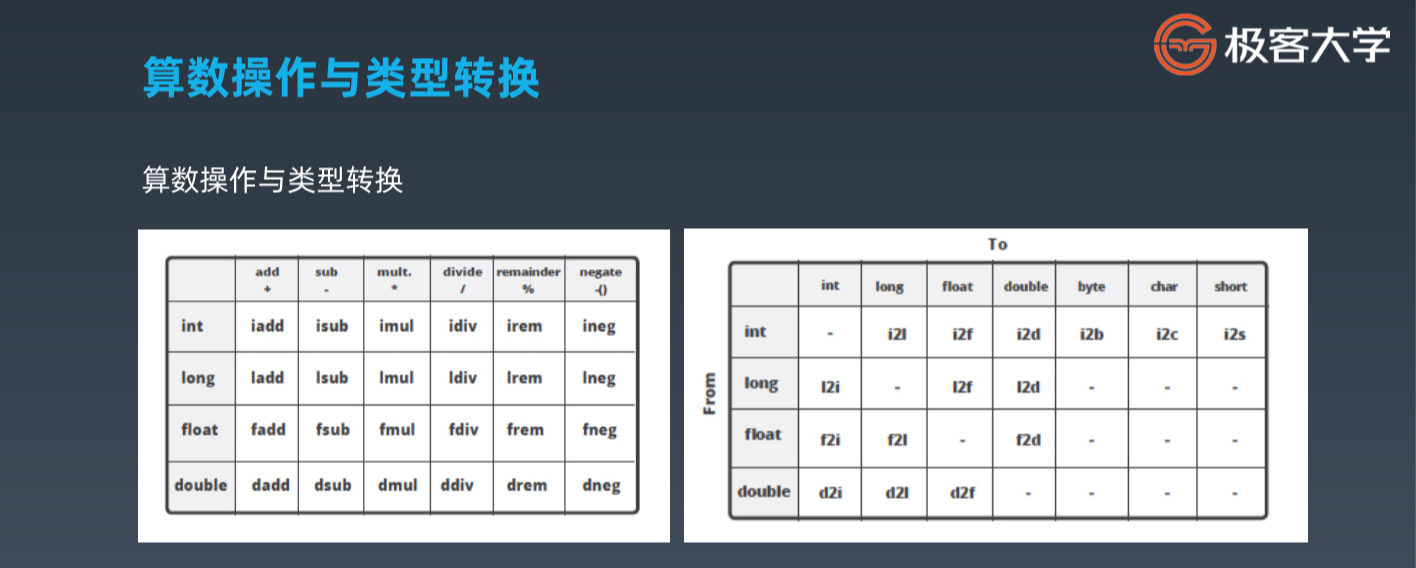 极客大学
算数操作与类型转换
算数操作与类型转换
add sub mult. divide remainder negate
+ - * / % -()
int iadd isub imul idiv irem ineg
long ladd lsub lmul ldiv lrem lneg
float fadd fsub fmul fdiv frem fneg
double dadd dsub dmul ddiv drem dneg
To
int long float double byte char short
From
int - i2l i2f i2d i2b i2c i2s
long l2i - l2f l2d - - -
float f2i f2l - f2d - - -
double d2i d2l d2f - - - -